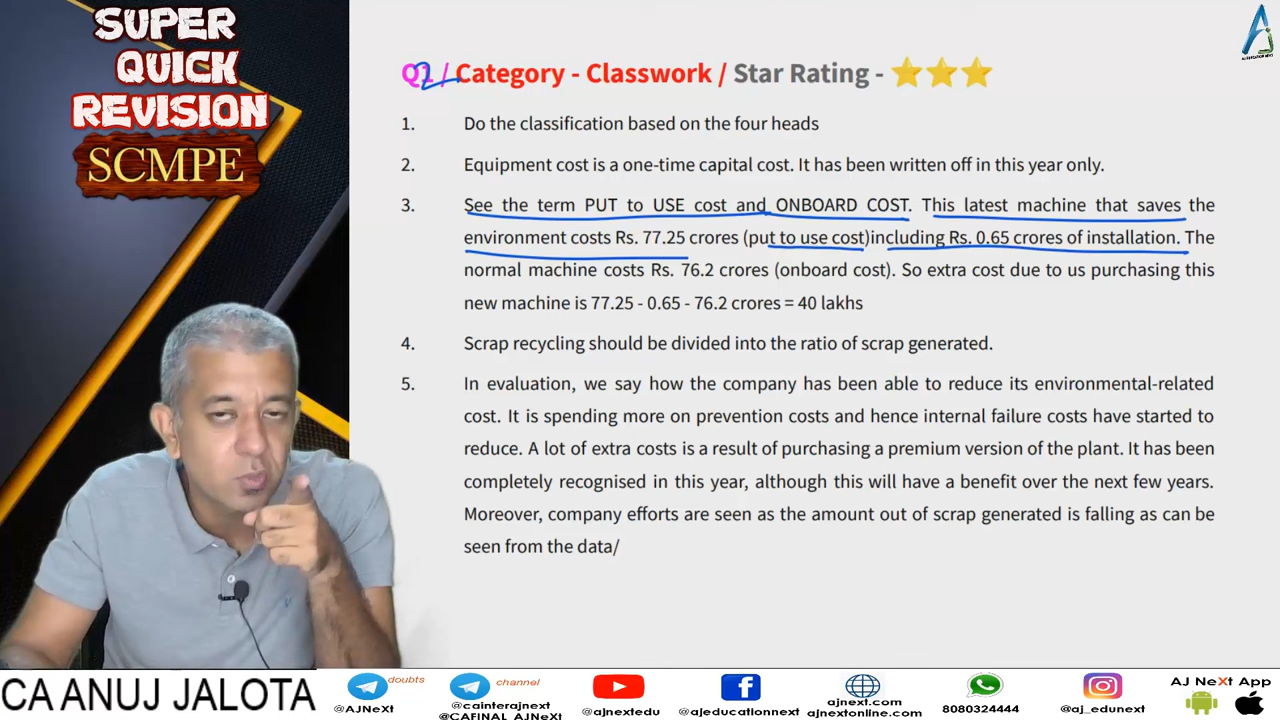 SUPER
QUICK
REVISION
SCMPE
Q1 / Category - Classwork / Star Rating -
2
1. Do the classification based on the four heads
2. Equipment cost is a one-time capital cost. It has been written off in this year only.
3. See the term PUT to USE cost and ONBOARD COST. This latest machine that saves the
environment costs Rs. 77.25 crores (put to use cost)including Rs. 0.65 crores of installation. The
normal machine costs Rs. 76.2 crores (onboard cost). So extra cost due to us purchasing this
new machine is 77.25 - 0.65 - 76.2 crores = 40 lakhs
4. Scrap recycling should be divided into the ratio of scrap generated.
5. In evaluation, we say how the company has been able to reduce its environmental-related
cost. It is spending more on prevention costs and hence internal failure costs have started to
reduce. A lot of extra costs is a result of purchasing a premium version of the plant. It has been
completely recognised in this year, although this will have a benefit over the next few years.
Moreover, company efforts are seen as the amount out of scrap generated is falling as can be
seen from the data/
CA ANUJ JALOTA
doubts
@AJNeXt
channel
@cainterajnext
@CAFINAL_AJNeXt
@ajnextedu
@ajeducationnext
ajnext.com
ajnextonline.com
8080324444
@aj_edunext
AJ NeXt App